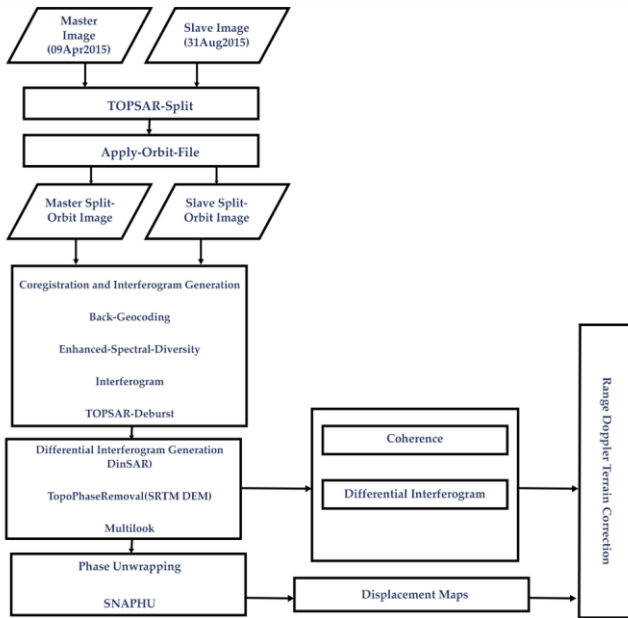 Master
Image
(09Apr2015)
Slave Image
(31Aug2015)
TOPSAR-Split
Apply-Orbit-File
Master Split-
Orbit Image
Slave Split-
Orbit Image
Coregistration and Interferogram Generation
Back-Geocoding
Enhanced-Spectral-Diversity
Interferogram
TOPSAR-Deburst
Differential Interferogram Generation
DinSAR)
TopoPhaseRemoval(SRTM DEM)
Multilook
Coherence
Differential Interferogram
Phase Unwrapping
SNAPHU
Displacement Maps
Range Doppler Terrain Correction